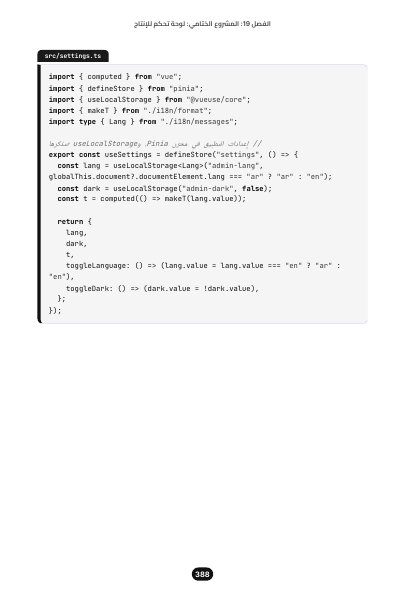 الفصل 19: المشروع الختامي: لوحة تحكم للإنتاج
src/settings.ts
import { computed } from "vue";
import { defineStore } from "pinia";
import { useLocalStorage } from "@vueuse/core";
import { makeT } from "./i18n/format";
import type { Lang } from "./i18n/messages";
// إعدادات التطبيق في مخزن Pinia، وuseLocalStorage تتذكرها
export const useSettings = defineStore("settings", () => {
  const lang = useLocalStorage<Lang>("admin-lang",
globalThis.document?.documentElement.lang === "ar" ? "ar" : "en");
  const dark = useLocalStorage("admin-dark", false);
  const t = computed(() => makeT(lang.value));
  return {
    lang,
    dark,
    t,
    toggleLanguage: () => (lang.value = lang.value === "en" ? "ar" :
"en"),
    toggleDark: () => (dark.value = !dark.value),
  };
});
388